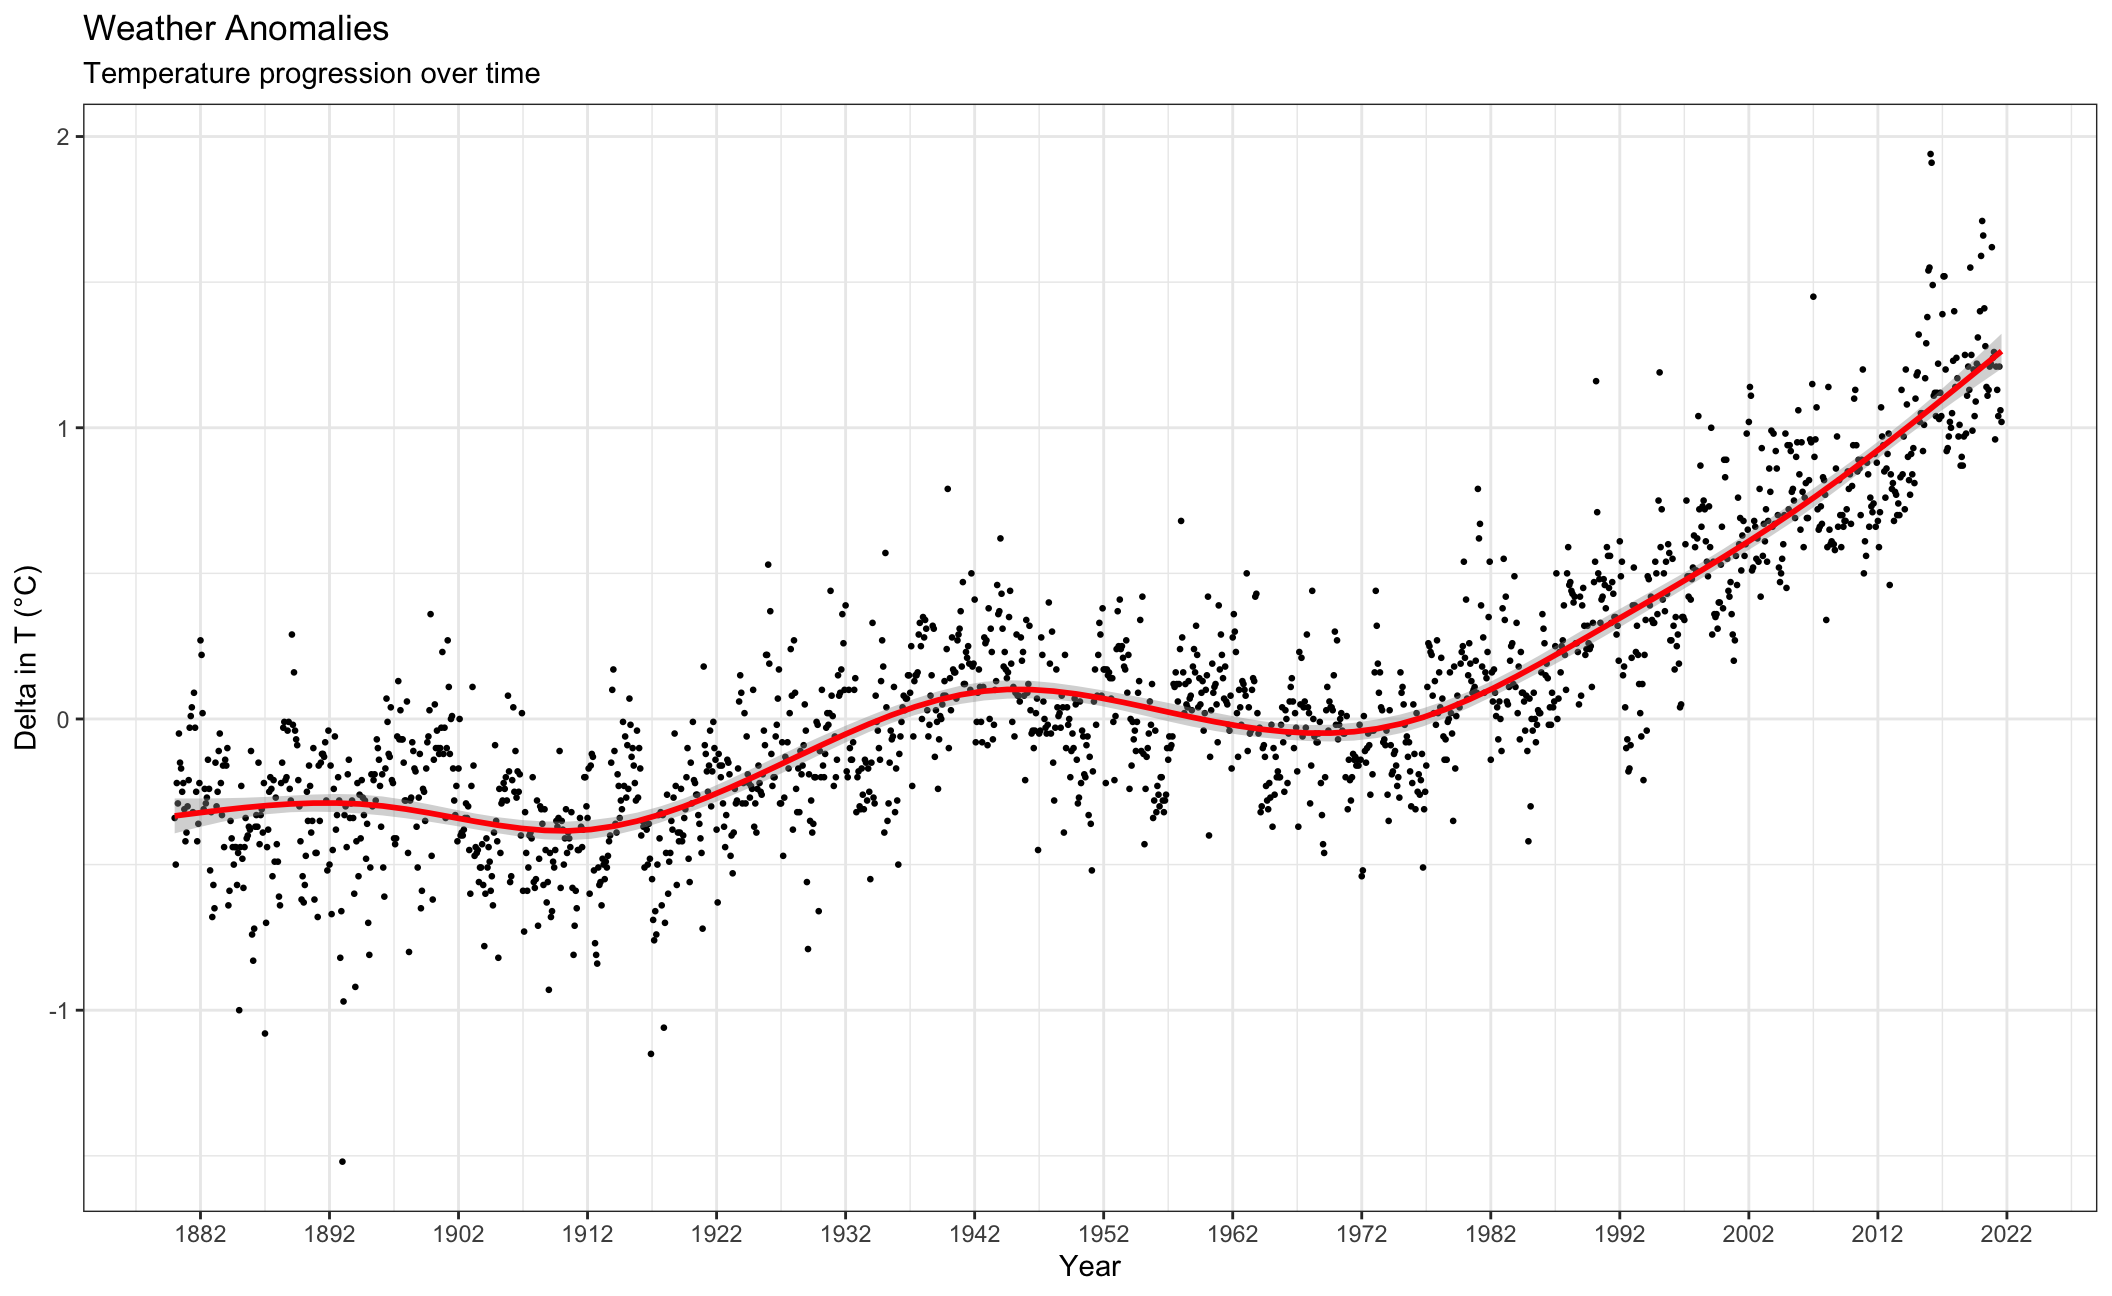 Weather Anomalies
Temperature progression over time
Delta in T (°C)
2
1
0
-1
1882 1892 1902 1912 1922 1932 1942 1952 1962 1972 1982 1992 2002 2012 2022
Year